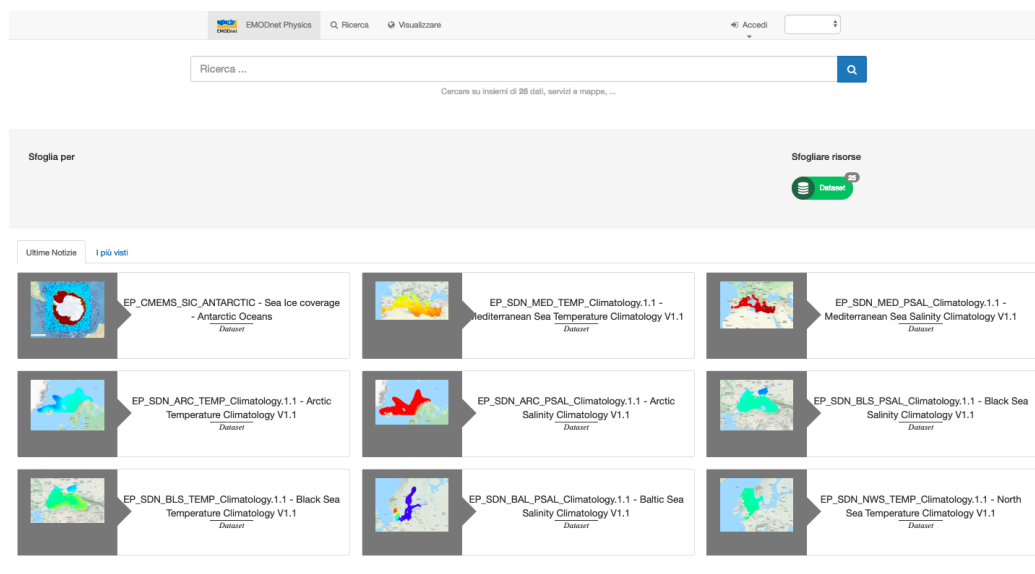 EMODnet
EMODnet Physics
Ricerca
Visualizzare
Accedi
Ricerca ...
Cercare su insiemi di 25 dati, servizi e mappe, ...
Sfoglia per
Sfogliare risorse
25
Dataset
Ultime Notizie
I più visti
EP_CMEMS_SIC_ANTARCTIC - Sea Ice coverage
- Antarctic Oceans
Dataset
EP_SDN_MED_TEMP_Climatology.1.1 -
Mediterranean Sea Temperature Climatology V1.1
Dataset
EP_SDN_MED_PSAL_Climatology.1.1 -
Mediterranean Sea Salinity Climatology V1.1
Dataset
EP_SDN_ARC_TEMP_Climatology.1.1 - Arctic
Temperature Climatology V1.1
Dataset
EP_SDN_ARC_PSAL_Climatology.1.1 - Arctic
Salinity Climatology V1.1
Dataset
EP_SDN_BLS_PSAL_Climatology.1.1 - Black Sea
Salinity Climatology V1.1
Dataset
EP_SDN_BLS_TEMP_Climatology.1.1 - Black Sea
Temperature Climatology V1.1
Dataset
EP_SDN_BAL_PSAL_Climatology.1.1 - Baltic Sea
Salinity Climatology V1.1
Dataset
EP_SDN_NWS_TEMP_Climatology.1.1 - North
Sea Temperature Climatology V1.1
Dataset